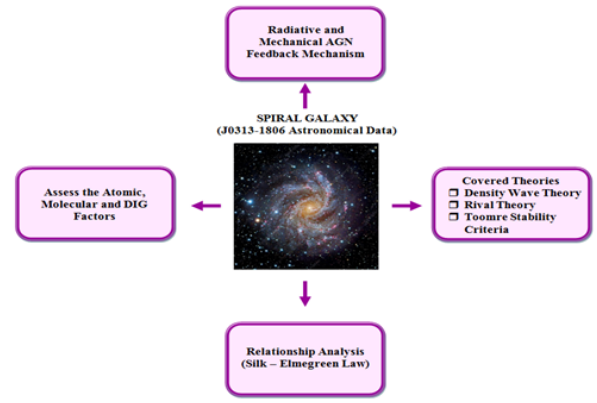 Radiative and
Mechanical AGN
Feedback Mechanism
SPIRAL GALAXY
(J0313-1806 Astronomical Data)
Assess the Atomic,
Molecular and DIG
Factors
Covered Theories
❒ Density Wave Theory
❒ Rival Theory
❒ Toomre Stability
Criteria
Relationship Analysis
(Silk – Elmegreen Law)